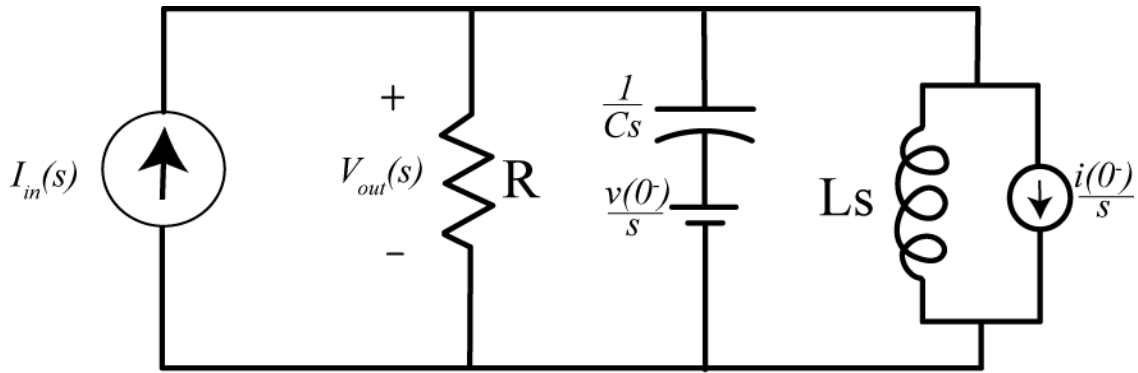 I_in(s)
+
V_out(s)
−
R
1/Cs
v(0⁻)/s
Ls
i(0⁻)/s